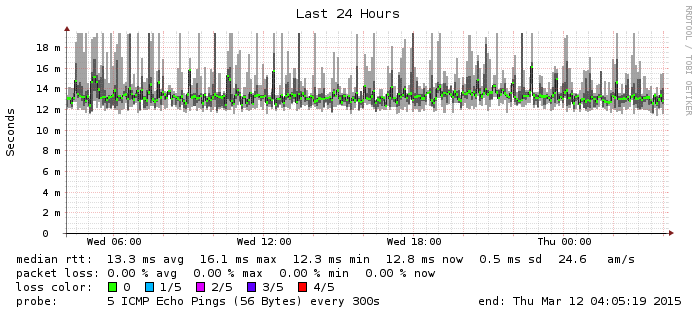 Last 24 Hours
RRDTOOL / TOBI OETIKER
Seconds
18 m
16 m
14 m
12 m
10 m
8 m
6 m
4 m
2 m
0
Wed 06:00 Wed 12:00 Wed 18:00 Thu 00:00
median rtt: 13.3 ms avg 16.1 ms max 12.3 ms min 12.8 ms now 0.5 ms sd 24.6 am/s
packet loss: 0.00 % avg 0.00 % max 0.00 % min 0.00 % now
loss color: 0 1/5 2/5 3/5 4/5
probe: 5 ICMP Echo Pings (56 Bytes) every 300s end: Thu Mar 12 04:05:19 2015